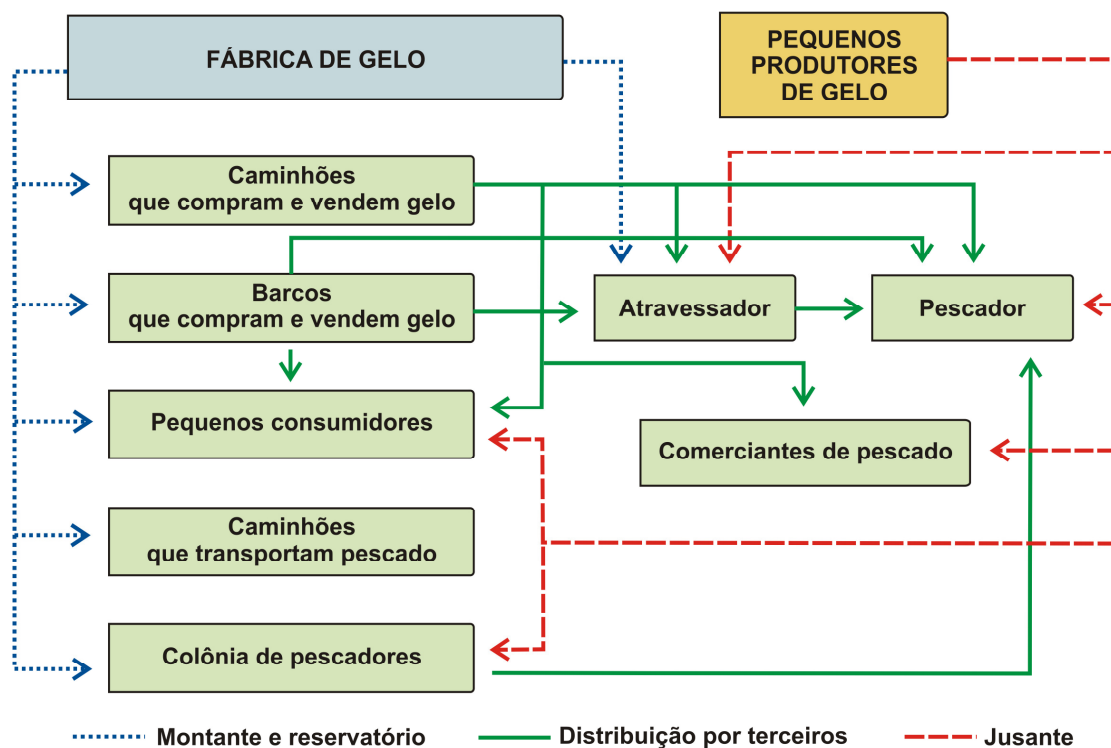 FÁBRICA DE GELO
PEQUENOS
PRODUTORES
DE GELO
Caminhões
que compram e vendem gelo
Barcos
que compram e vendem gelo
Atravessador
Pescador
Pequenos consumidores
Comerciantes de pescado
Caminhões
que transportam pescado
Colônia de pescadores
Montante e reservatório
Distribuição por terceiros
Jusante